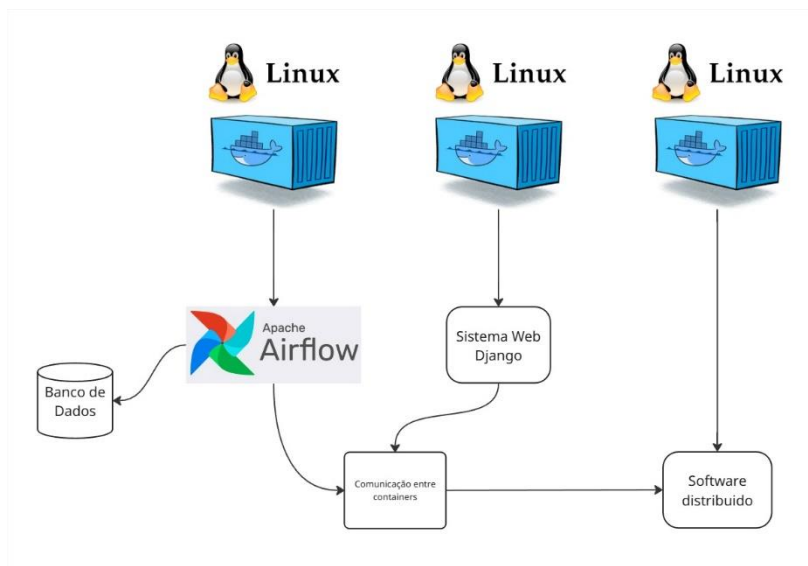 Linux
Linux
Linux
Apache
Airflow
Sistema Web
Django
Banco de
Dados
Comunicação entre
containers
Software
distribuido